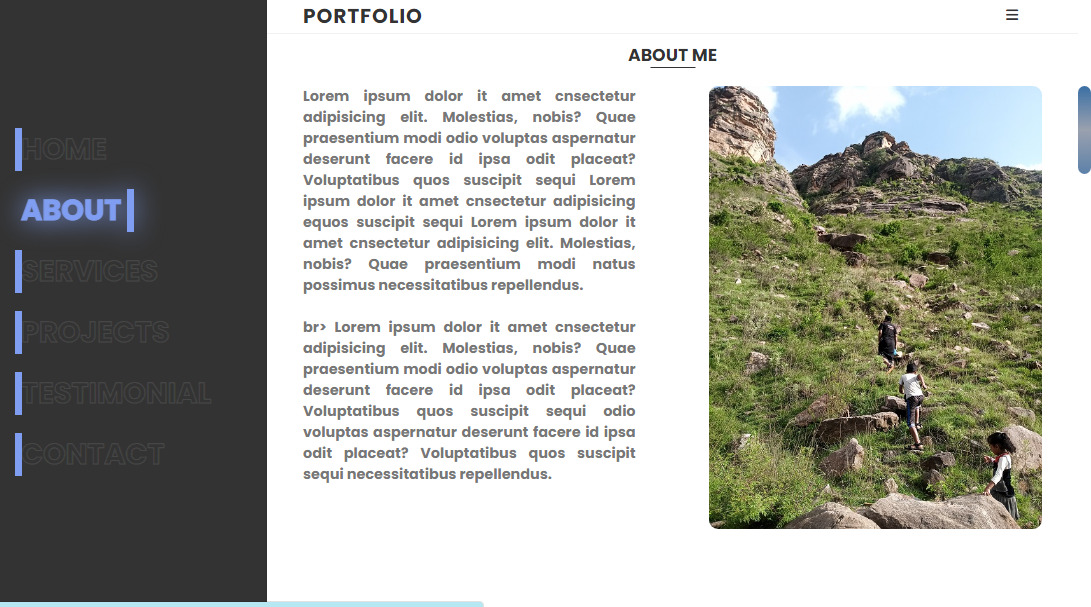 PORTFOLIO
HOME
ABOUT
SERVICES
PROJECTS
TESTIMONIAL
CONTACT
ABOUT ME
Lorem ipsum dolor it amet cnsectetur
adipisicing elit. Molestias, nobis? Quae
praesentium modi odio voluptas aspernatur
deserunt facere id ipsa odit placeat?
Voluptatibus quos suscipit sequi Lorem
ipsum dolor it amet cnsectetur adipisicing
equos suscipit sequi Lorem ipsum dolor it
amet cnsectetur adipisicing elit. Molestias,
nobis? Quae praesentium modi natus
possimus necessitatibus repellendus.
br> Lorem ipsum dolor it amet cnsectetur
adipisicing elit. Molestias, nobis? Quae
praesentium modi odio voluptas aspernatur
deserunt facere id ipsa odit placeat?
Voluptatibus quos suscipit sequi odio
voluptas aspernatur deserunt facere id ipsa
odit placeat? Voluptatibus quos suscipit
sequi necessitatibus repellendus.